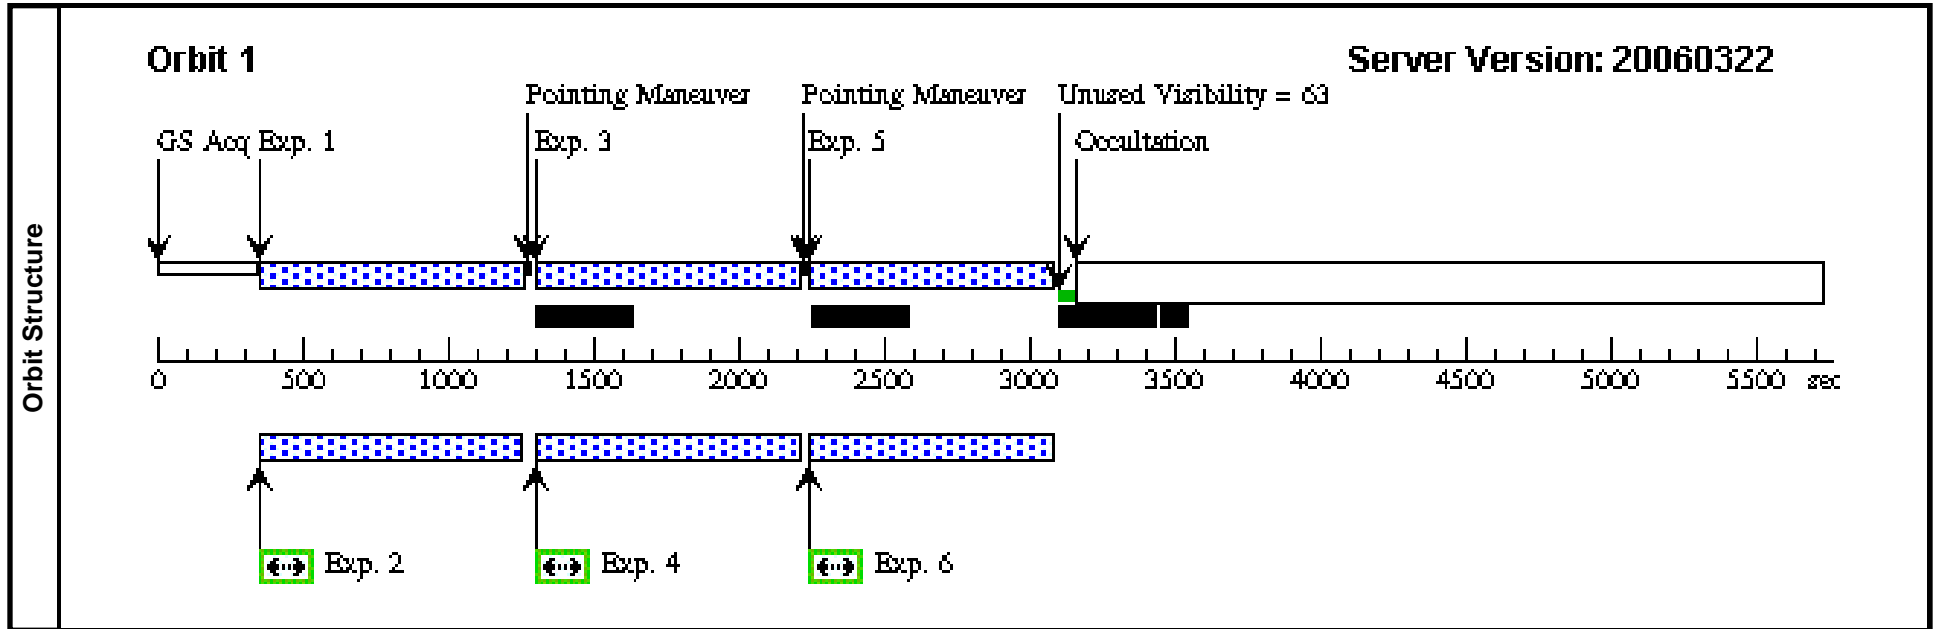 Orbit Structure
Orbit 1
Server Version: 20060322
Pointing Maneuver Pointing Maneuver Unused Visibility = 63
GS Acq Exp. 1 Exp. 3 Exp. 5 Occultation
0 500 1000 1500 2000 2500 3000 3500 4000 4500 5000 5500 sec
Exp. 2 Exp. 4 Exp. 6